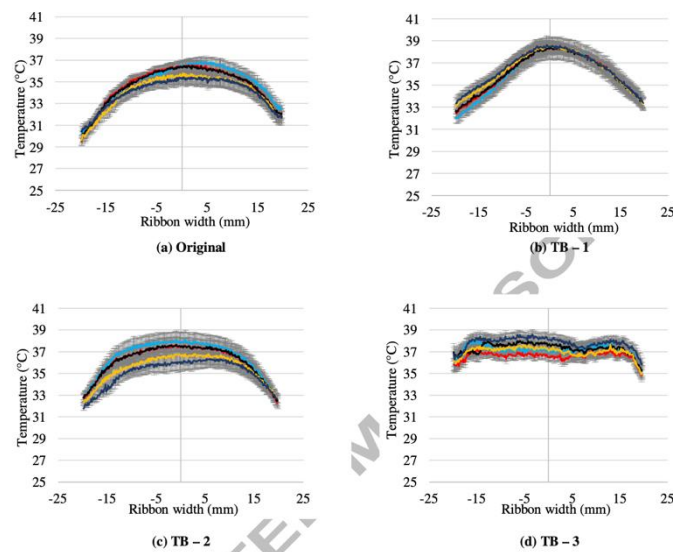 41
39
37
35
33
31
29
27
25
Temperature (°C)
-25 -15 -5 5 15 25
Ribbon width (mm)
(a) Original
41
39
37
35
33
31
29
27
25
Temperature (°C)
-25 -15 -5 5 15 25
Ribbon width (mm)
(b) TB – 1
41
39
37
35
33
31
29
27
25
Temperature (°C)
-25 -15 -5 5 15 25
Ribbon width (mm)
(c) TB – 2
41
39
37
35
33
31
29
27
25
Temperature (°C)
-25 -15 -5 5 15 25
Ribbon width (mm)
(d) TB – 3